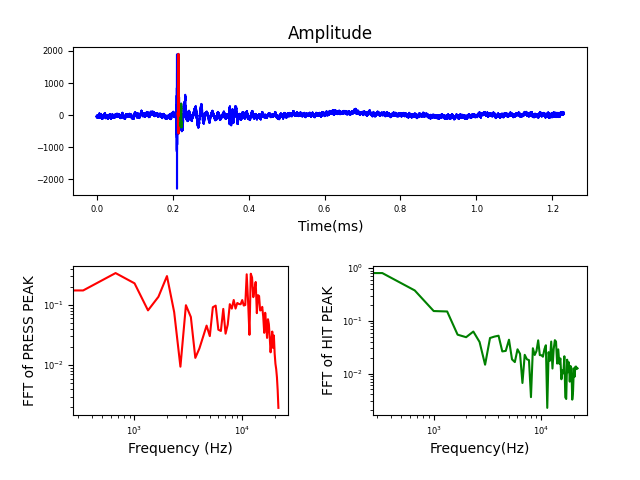 Amplitude
2000
1000
0
−1000
−2000
0.0 0.2 0.4 0.6 0.8 1.0 1.2
Time(ms)
FFT of PRESS PEAK
10⁻¹
10⁻²
10³ 10⁴
Frequency (Hz)
FFT of HIT PEAK
10⁰
10⁻¹
10⁻²
10³ 10⁴
Frequency(Hz)